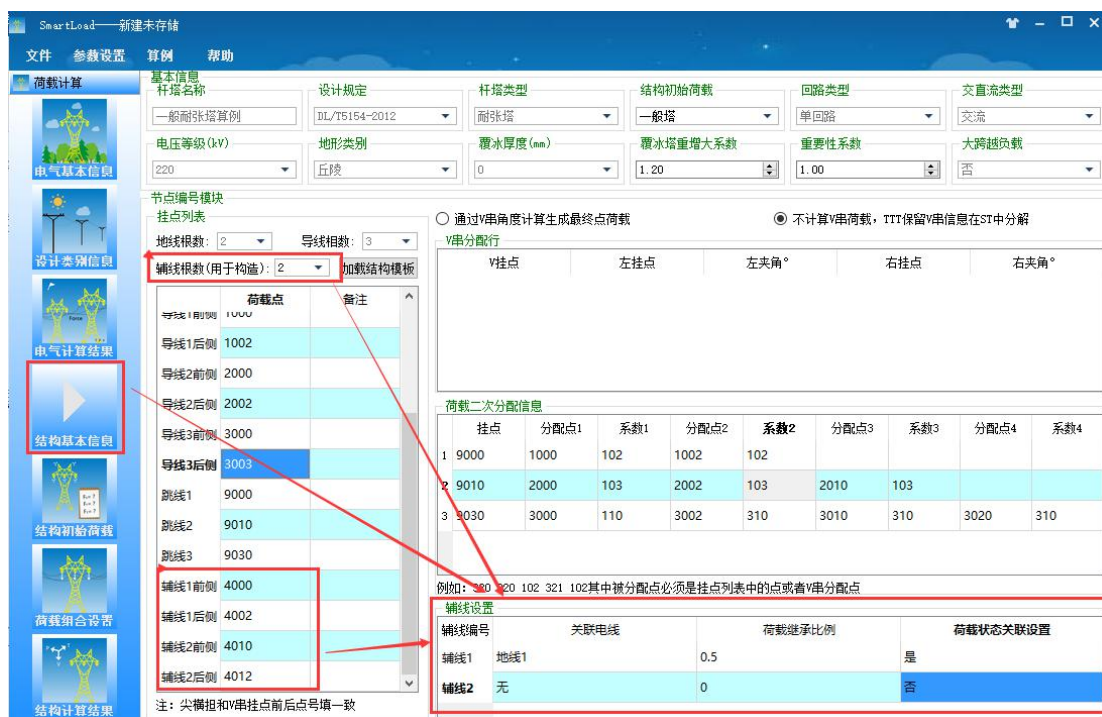 SmartLoad——新建未存储
文件 参数设置 算例 帮助
荷载计算
电气基本信息
设计类别信息
电气计算结果
结构基本信息
结构初始荷载
荷载组合设置
结构计算结果
基本信息
杆塔名称 设计规定 杆塔类型 结构初始荷载 回路类型 交直流类型
一般耐张塔算例 DL/T5154-2012 耐张塔 一般塔 单回路 交流
电压等级(kV) 地形类别 覆冰厚度(mm) 覆冰塔重增大系数 重要性系数 大跨越负载
220 丘陵 0 1.20 1.00 否
节点编号模块
挂点列表
地线根数: 2 导线相数: 3
辅线根数(用于构造): 2 加载结构模板
荷载点 备注
导线1前侧 1000
导线1后侧 1002
导线2前侧 2000
导线2后侧 2002
导线3前侧 3000
导线3后侧 3003
跳线1 9000
跳线2 9010
跳线3 9030
辅线1前侧 4000
辅线1后侧 4002
辅线2前侧 4010
辅线2后侧 4012
注: 尖横担和V串挂点前后点号填一致
通过V串角度计算生成最终点荷载 不计算V串荷载，TTT保留V串信息在ST中分解
V串分配行
V挂点 左挂点 左夹角° 右挂点 右夹角°
荷载二次分配信息
挂点 分配点1 系数1 分配点2 系数2 分配点3 系数3 分配点4 系数4
1 9000 1000 102 1002 102
2 9010 2000 103 2002 103 2010 103
3 9030 3000 110 3002 310 3010 310 3020 310
例如: 320 320 102 321 102其中被分配点必须是挂点列表中的点或者V串分配点
辅线设置
辅线编号 关联电线 荷载继承比例 荷载状态关联设置
辅线1 地线1 0.5 是
辅线2 无 0 否